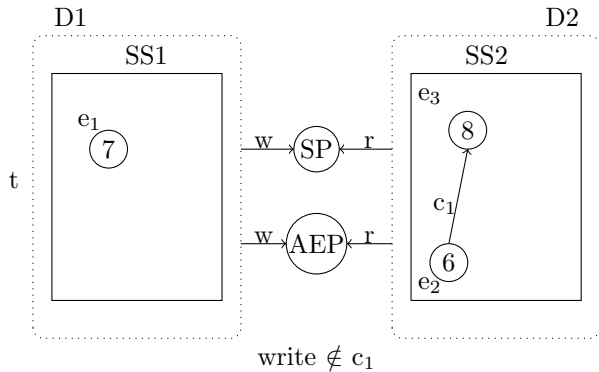 D1
D2
SS1
SS2
e₁
7
e₃
8
w
SP
r
t
c₁
w
AEP
r
6
e₂
write ∉ c₁